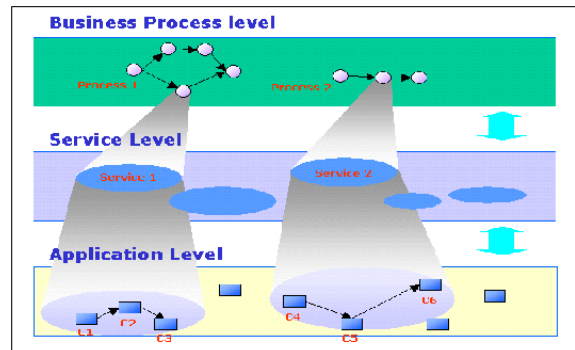 Business Process level
Process 1
Process 2
Service Level
Service 1
Service 2
Application Level
C1
C2
C3
C4
C5
C6